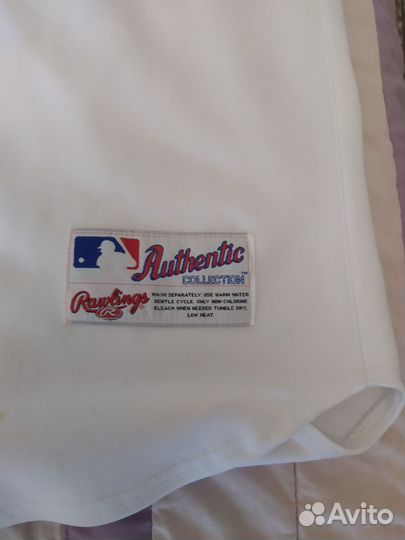 Authentic
COLLECTION™
Rawlings
WASH SEPARATELY. USE WARM WATER
GENTLE CYCLE. ONLY NON-CHLORINE
BLEACH WHEN NEEDED TUMBLE DRY,
LOW HEAT
Avito